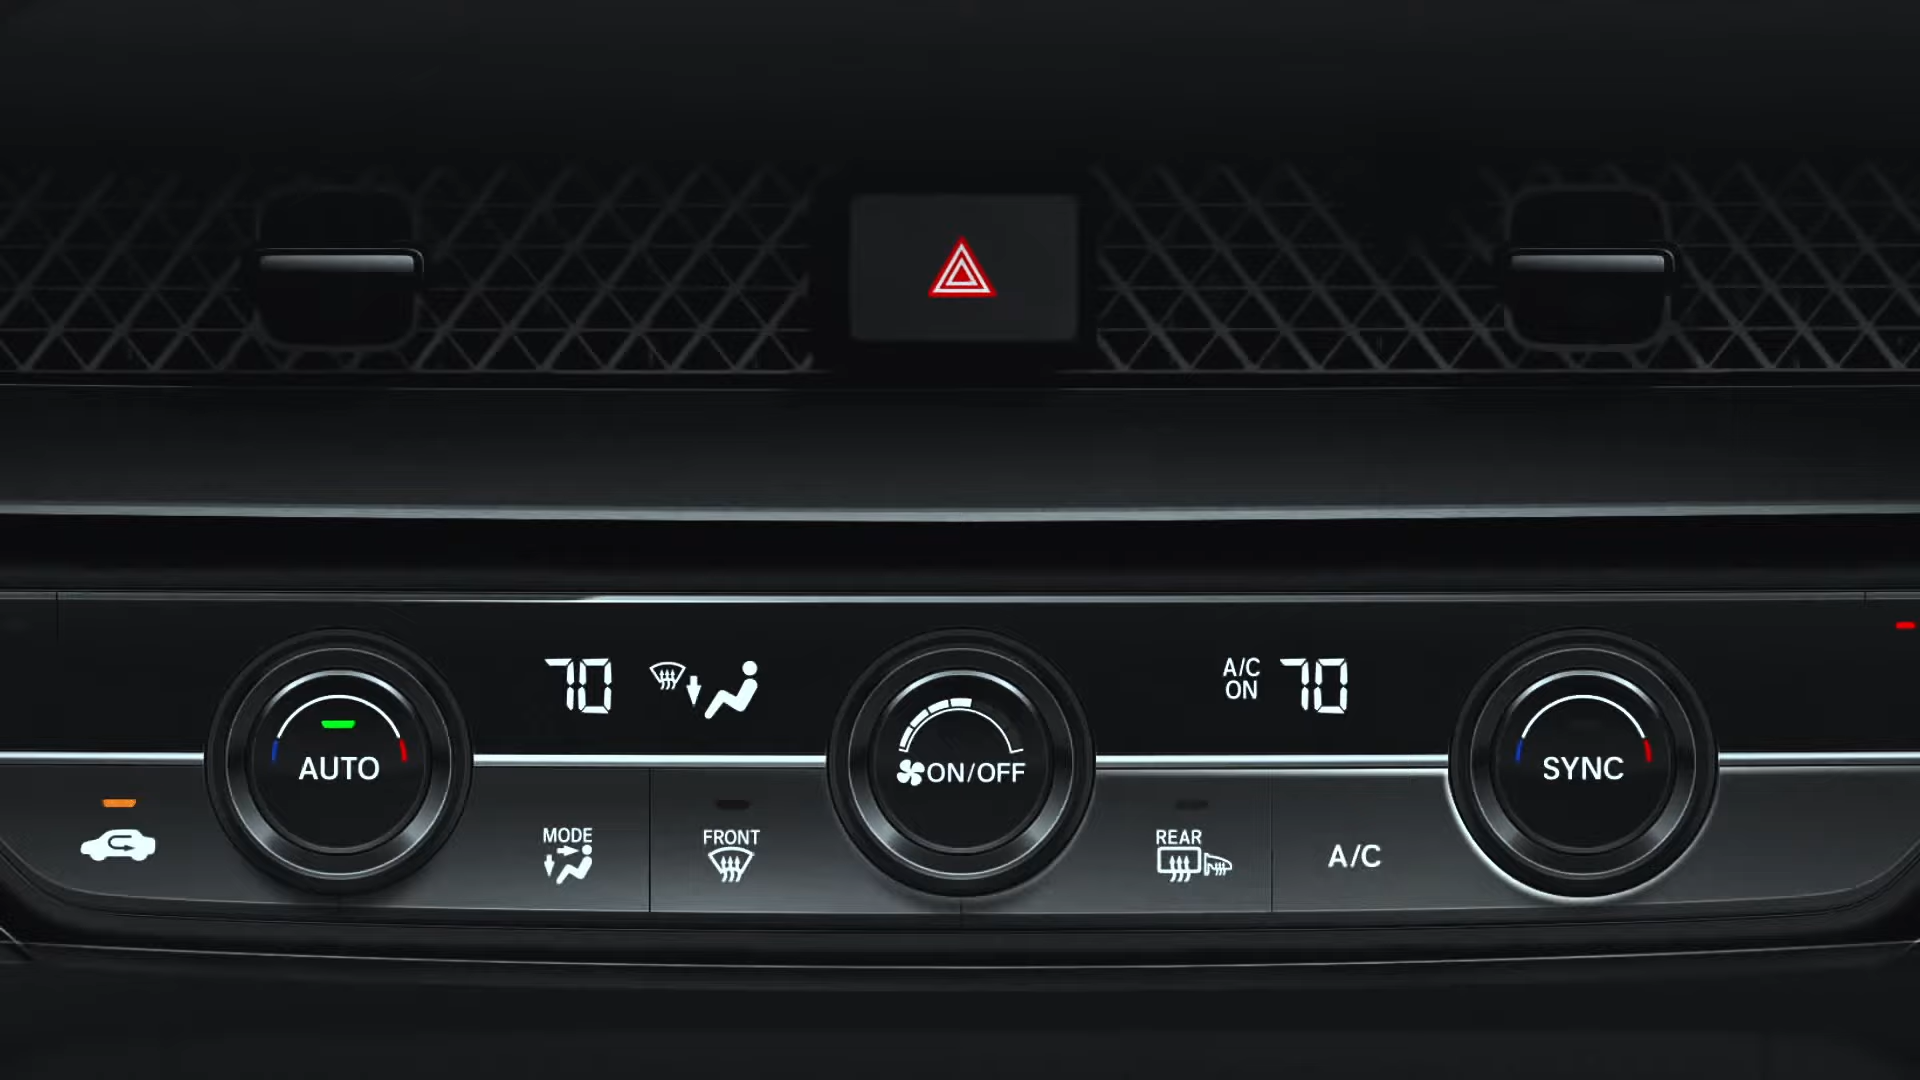 70
A/C
ON
70
AUTO
ON/OFF
SYNC
MODE
FRONT
REAR
A/C